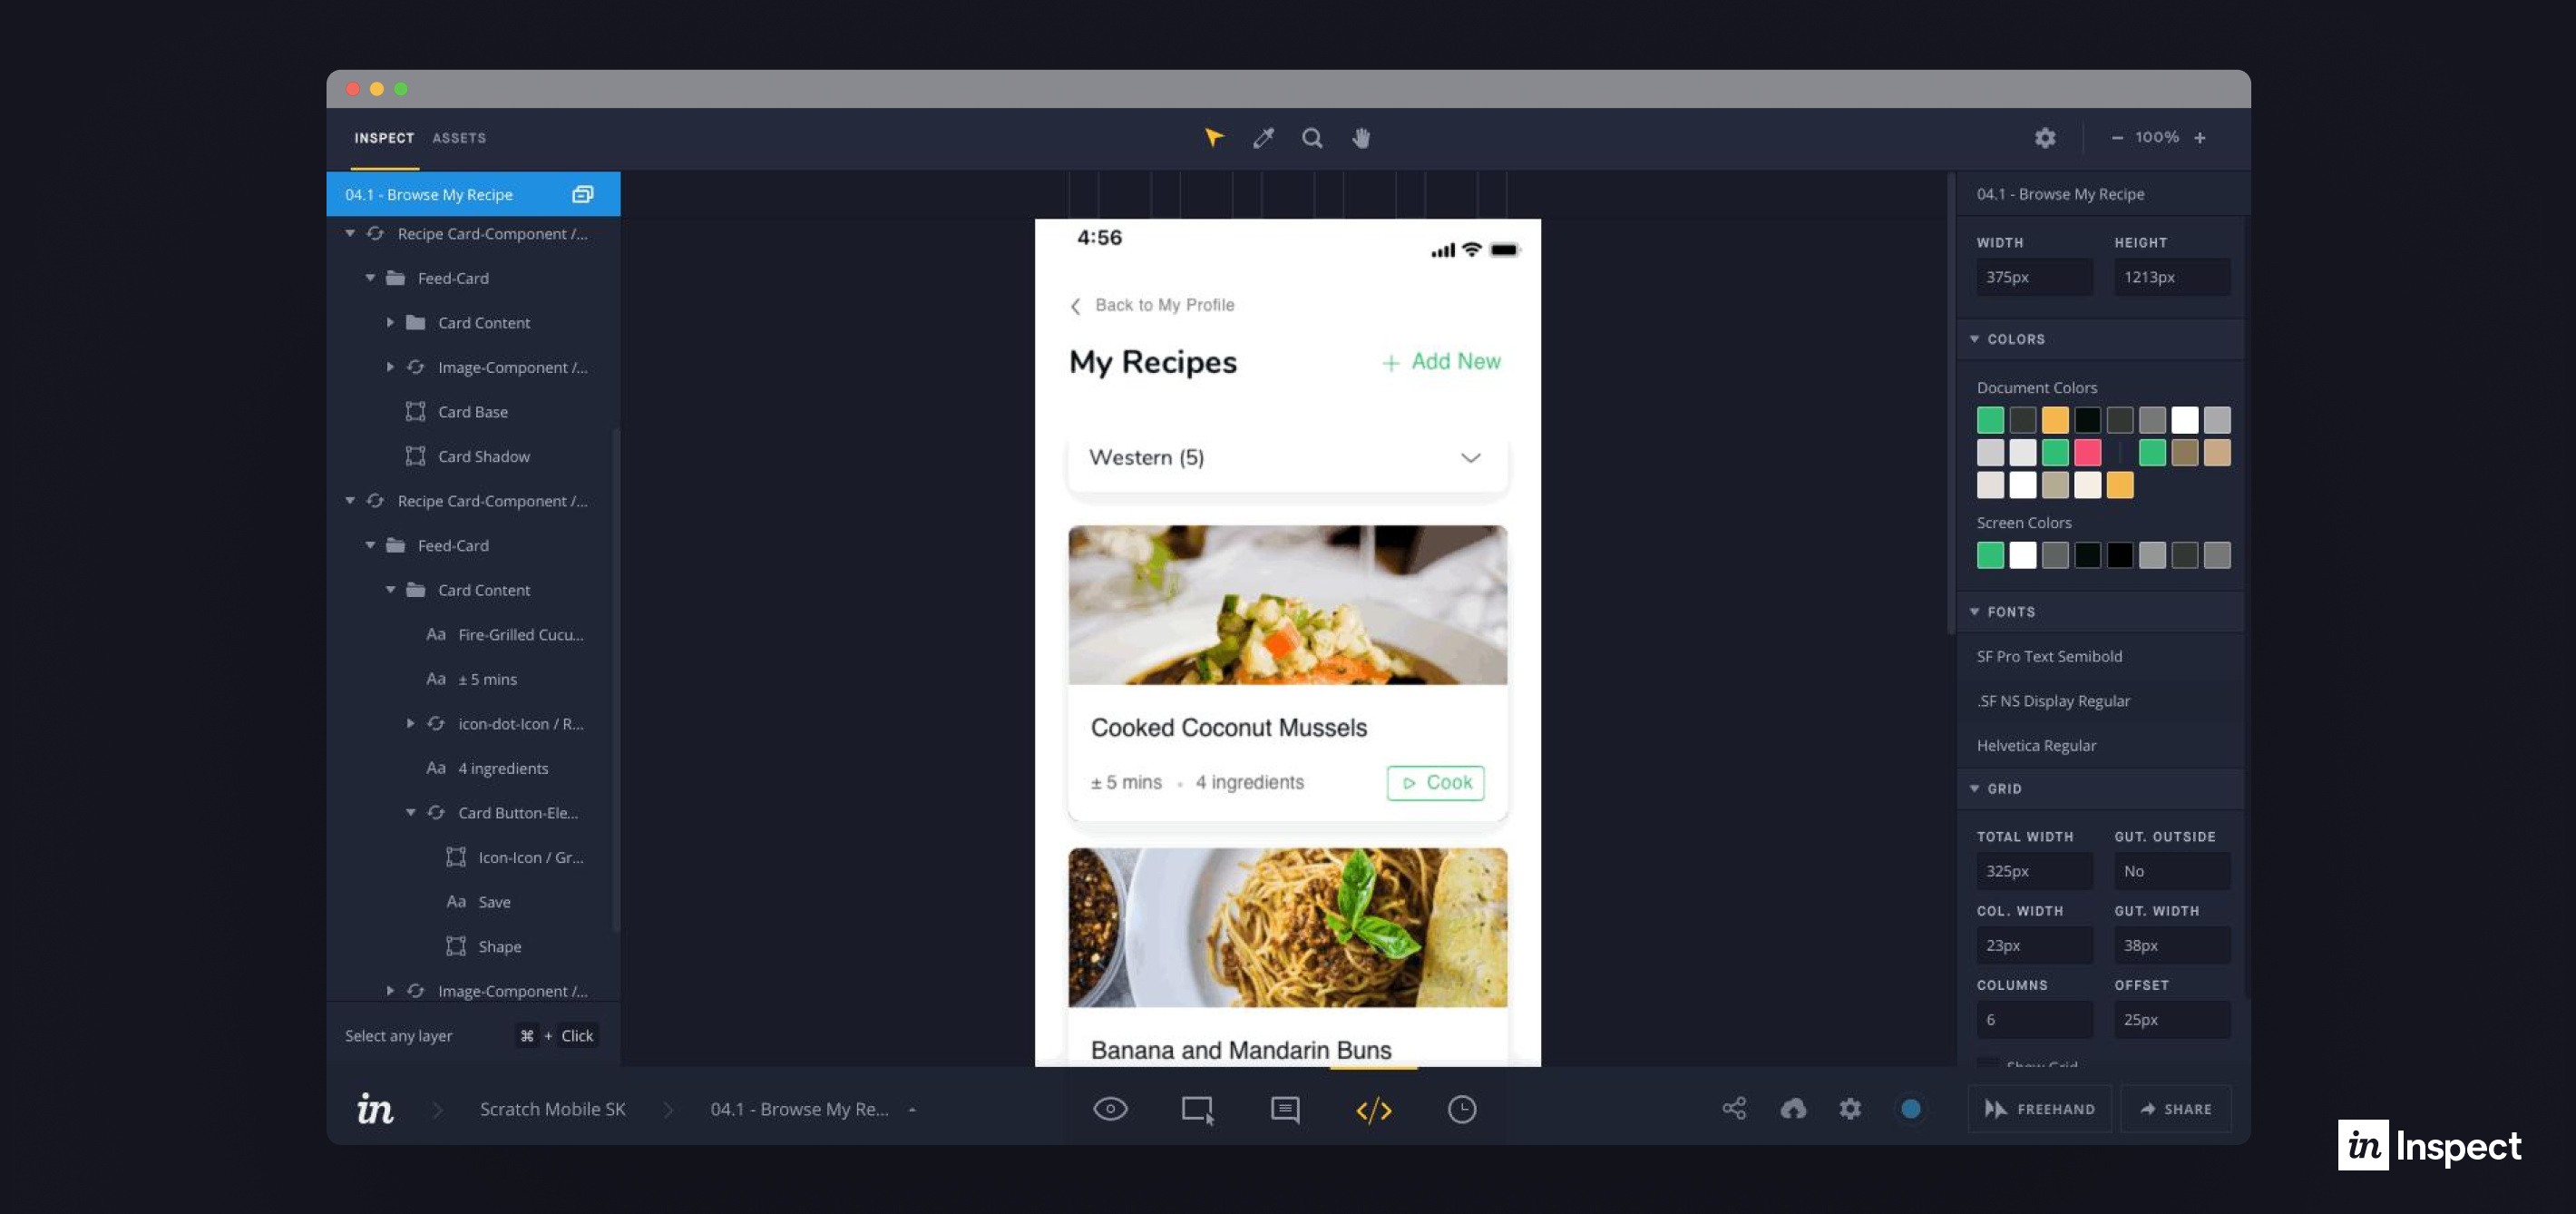 INSPECT ASSETS
100%
04.1 - Browse My Recipe
Recipe Card-Component /...
Feed-Card
Card Content
Image-Component /...
Card Base
Card Shadow
Recipe Card-Component /...
Feed-Card
Card Content
Aa Fire-Grilled Cucu...
Aa ± 5 mins
icon-dot-Icon / R...
Aa 4 ingredients
Card Button-Ele...
Icon-Icon / Gr...
Aa Save
Shape
Image-Component /...
Select any layer ⌘ + Click
4:56
Back to My Profile
My Recipes + Add New
Western (5)
Cooked Coconut Mussels
± 5 mins • 4 ingredients Cook
Banana and Mandarin Buns
04.1 - Browse My Recipe
WIDTH HEIGHT
375px 1213px
COLORS
Document Colors
Screen Colors
FONTS
SF Pro Text Semibold
.SF NS Display Regular
Helvetica Regular
GRID
TOTAL WIDTH GUT. OUTSIDE
325px No
COL. WIDTH GUT. WIDTH
23px 38px
COLUMNS OFFSET
6 25px
Show Grid
in Scratch Mobile SK 04.1 - Browse My Re...
</>
FREEHAND SHARE
in Inspect